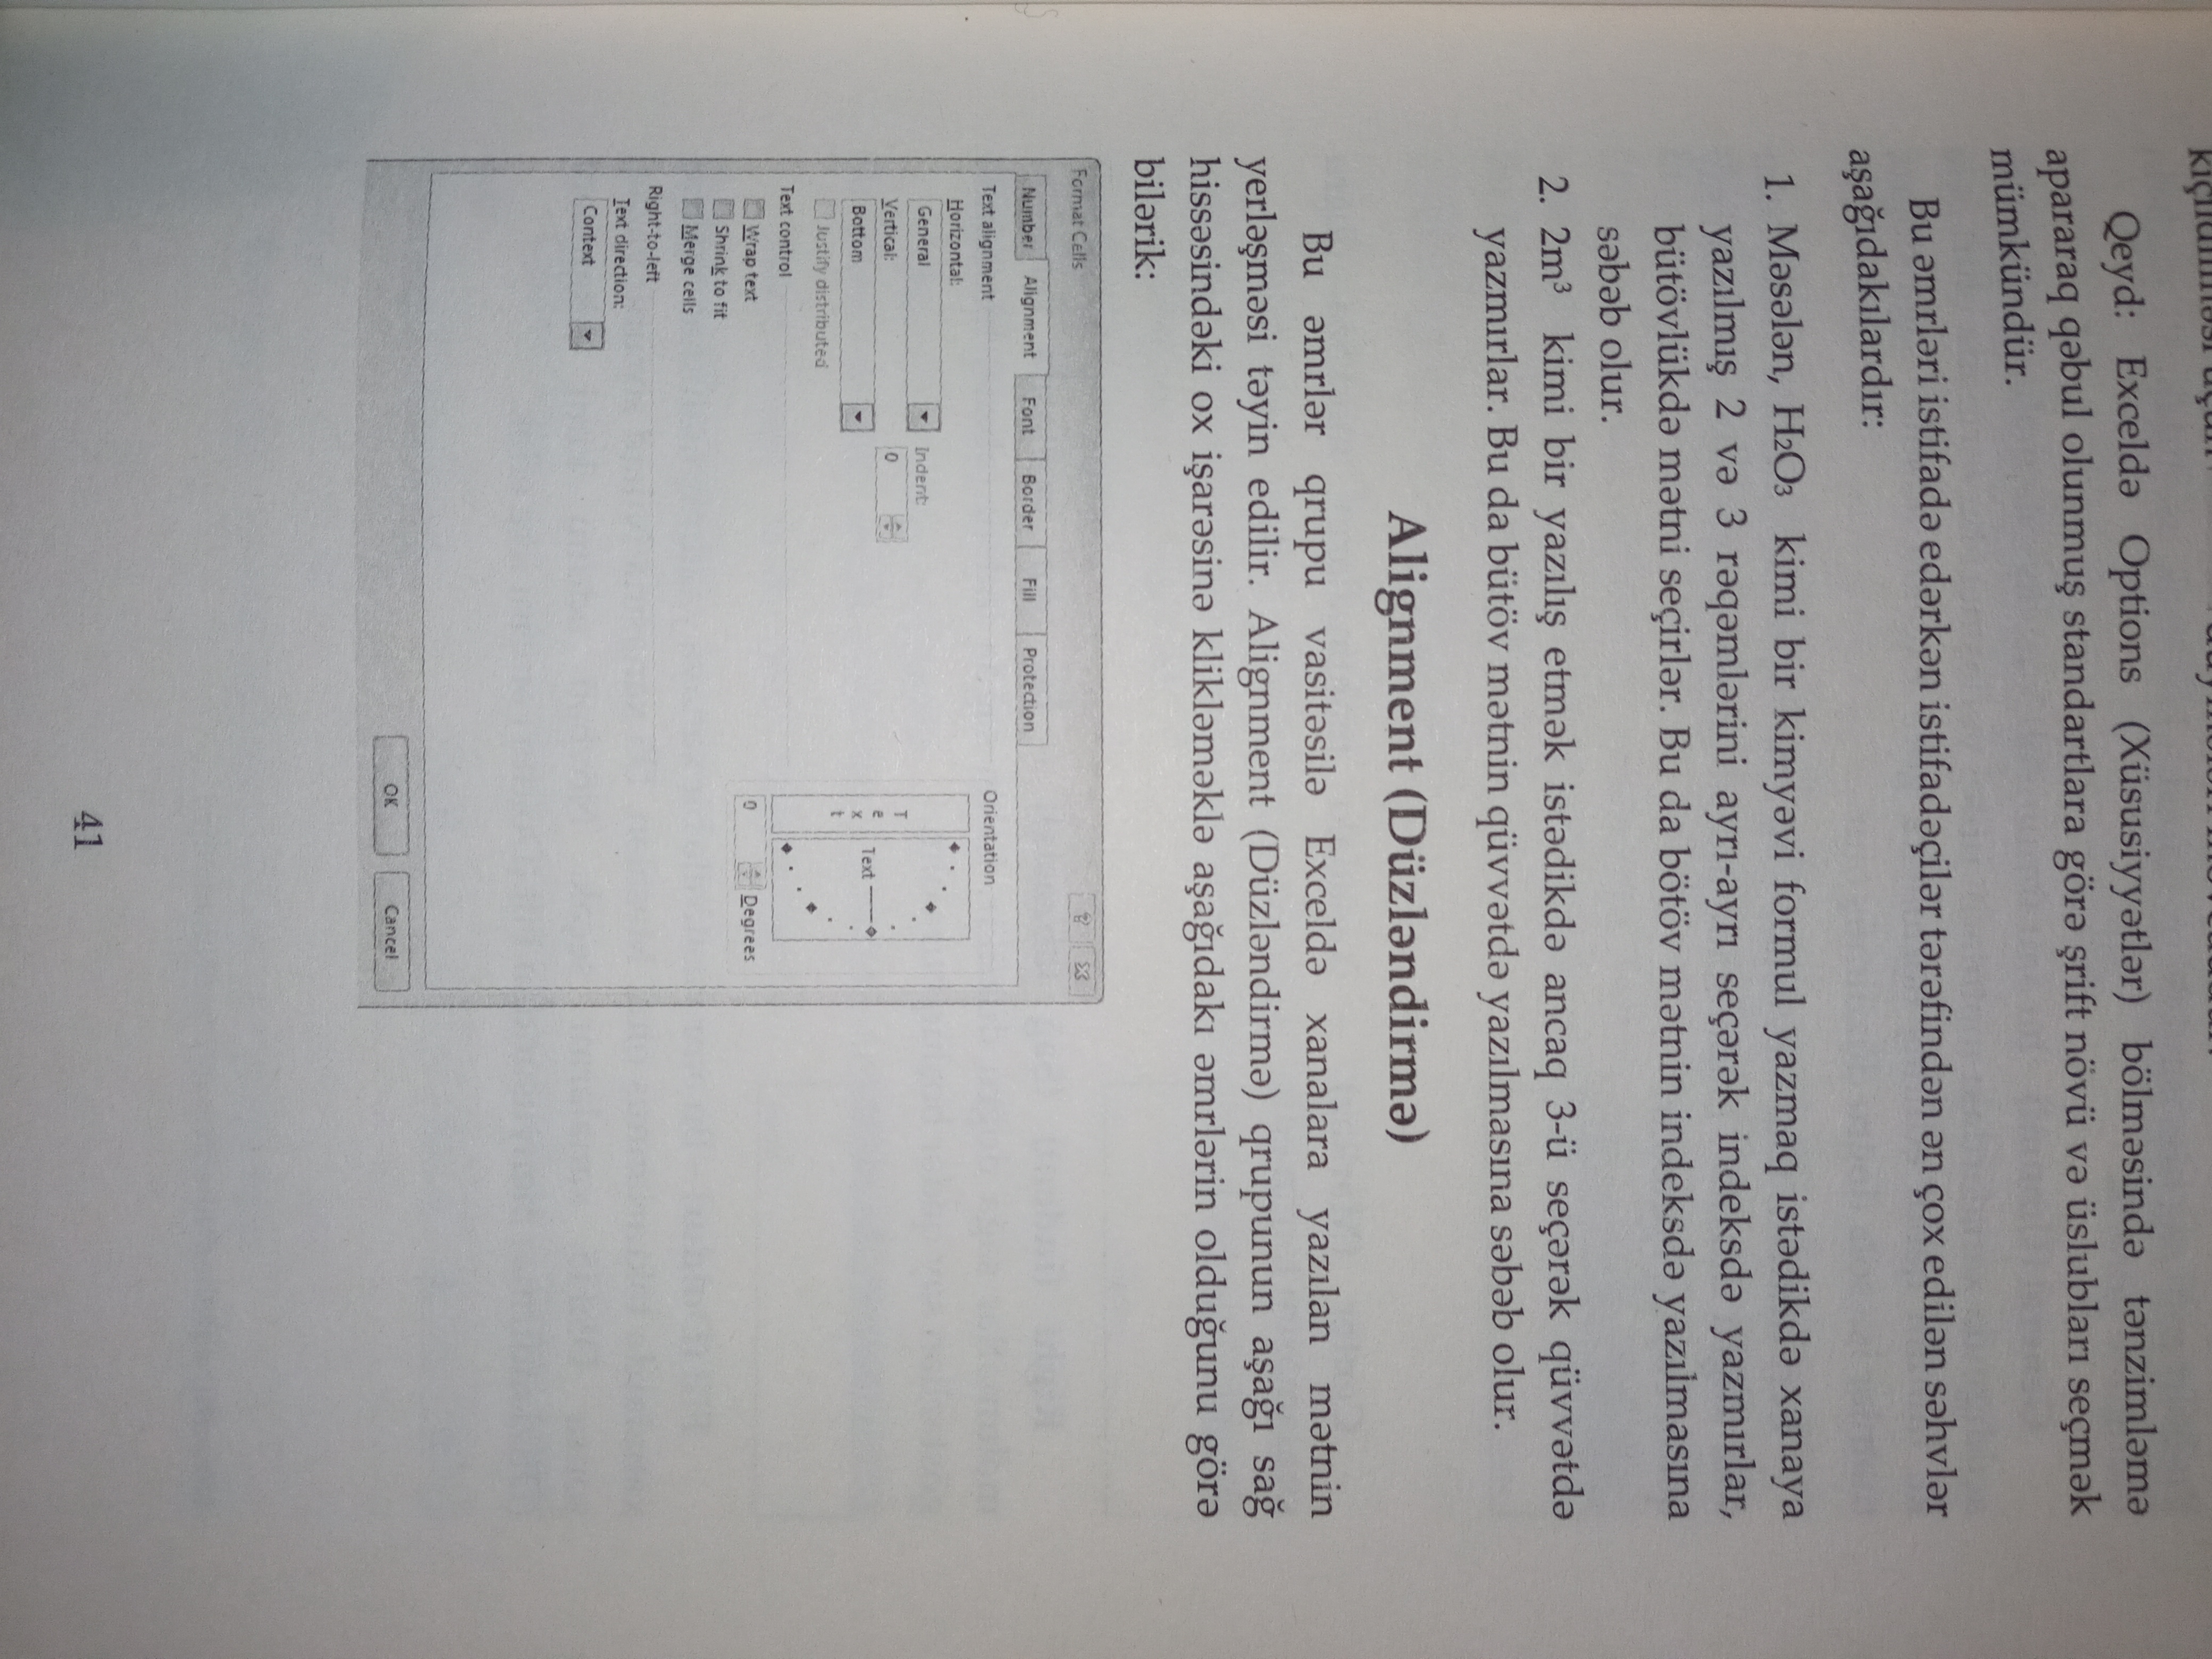 Qeyd: Exceldə Options (Xüsusiyyətlər) bölməsində tənzimləmə
apararaq qəbul olunmuş standartlara görə şrift növü və üslubları seçmək
mümkündür.
Bu əmrləri istifadə edərkən istifadəçilər tərəfindən ən çox edilən səhvlər
aşağıdakılardır:
1. Məsələn, H₂O₃ kimi bir kimyəvi formul yazmaq istədikdə xanaya
yazılmış 2 və 3 rəqəmlərini ayrı-ayrı seçərək indeksdə yazmırlar,
bütövlükdə mətni seçirlər. Bu da bötöv mətnin indeksdə yazılmasına
səbəb olur.
2. 2m³ kimi bir yazılış etmək istədikdə ancaq 3-ü seçərək qüvvətdə
yazmırlar. Bu da bütöv mətnin qüvvətdə yazılmasına səbəb olur.
Alignment (Düzləndirmə)
Bu əmrlər qrupu vasitəsilə Exceldə xanalara yazılan mətnin
yerləşməsi təyin edilir. Alignment (Düzləndirmə) qrupunun aşağı sağ
hissəsindəki ox işarəsinə klikləməklə aşağıdakı əmrlərin olduğunu görə
bilərik:
Format Cells
Number Alignment Font Border Fill Protection
Text alignment
Horizontal:
General
Indent:
Vertical:
0
Bottom
Justify distributed
Text control
Wrap text
Shrink to fit
Merge cells
Right-to-left
Text direction:
Context
Orientation
T
e
x
t
Text
0 Degrees
OK Cancel
41